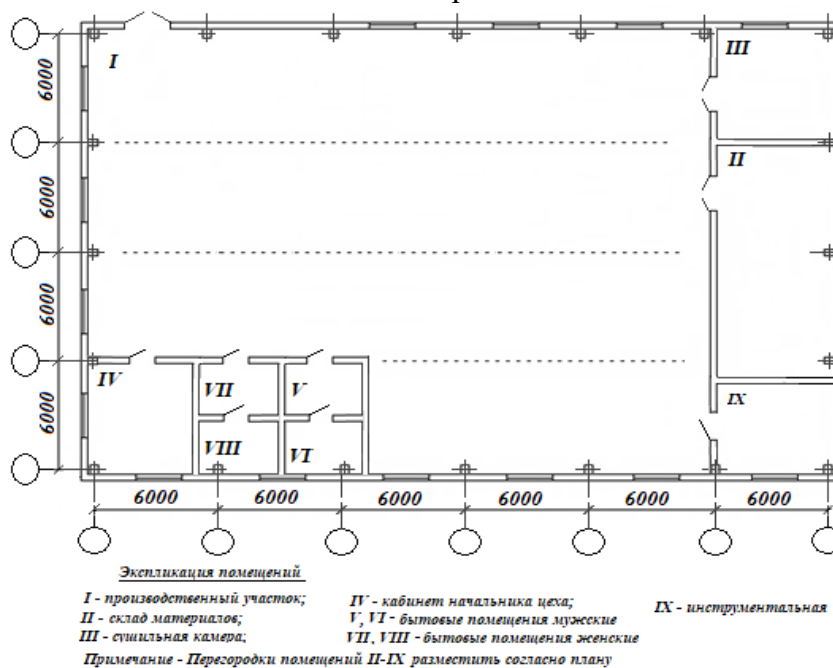 I
III
6000
II
6000
6000
IV
VII
V
IX
6000
VIII
VI
6000 6000 6000 6000 6000 6000
Экспликация помещений
I - производственный участок;
II - склад материалов;
III - сушильная камера;
IV - кабинет начальника цеха;
V, VI - бытовые помещения мужские
VII, VIII - бытовые помещения женские
IX - инструментальная
Примечание - Перегородки помещений II-IX разместить согласно плану